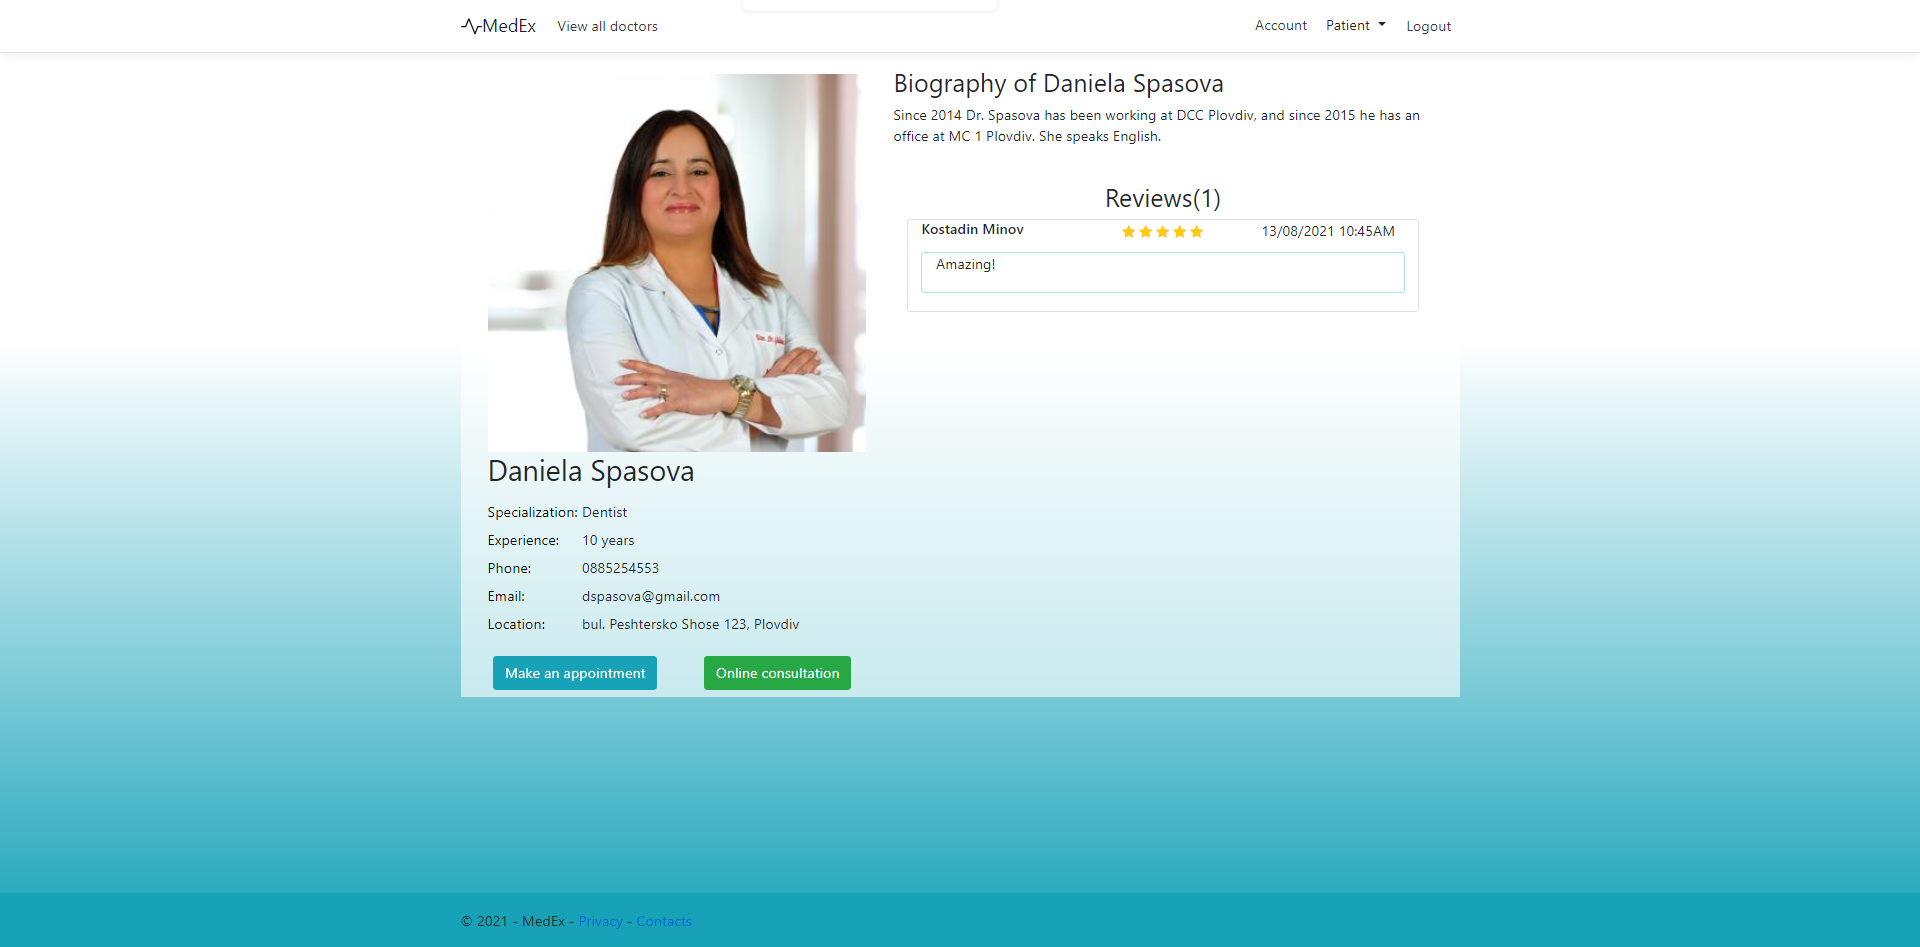 MedEx View all doctors Account Patient Logout
Biography of Daniela Spasova
Since 2014 Dr. Spasova has been working at DCC Plovdiv, and since 2015 he has an
office at MC 1 Plovdiv. She speaks English.
Reviews(1)
Kostadin Minov 13/08/2021 10:45AM
Amazing!
Daniela Spasova
Specialization: Dentist
Experience: 10 years
Phone: 0885254553
Email: dspasova@gmail.com
Location: bul. Peshtersko Shose 123, Plovdiv
Make an appointment Online consultation
© 2021 - MedEx - Privacy - Contacts